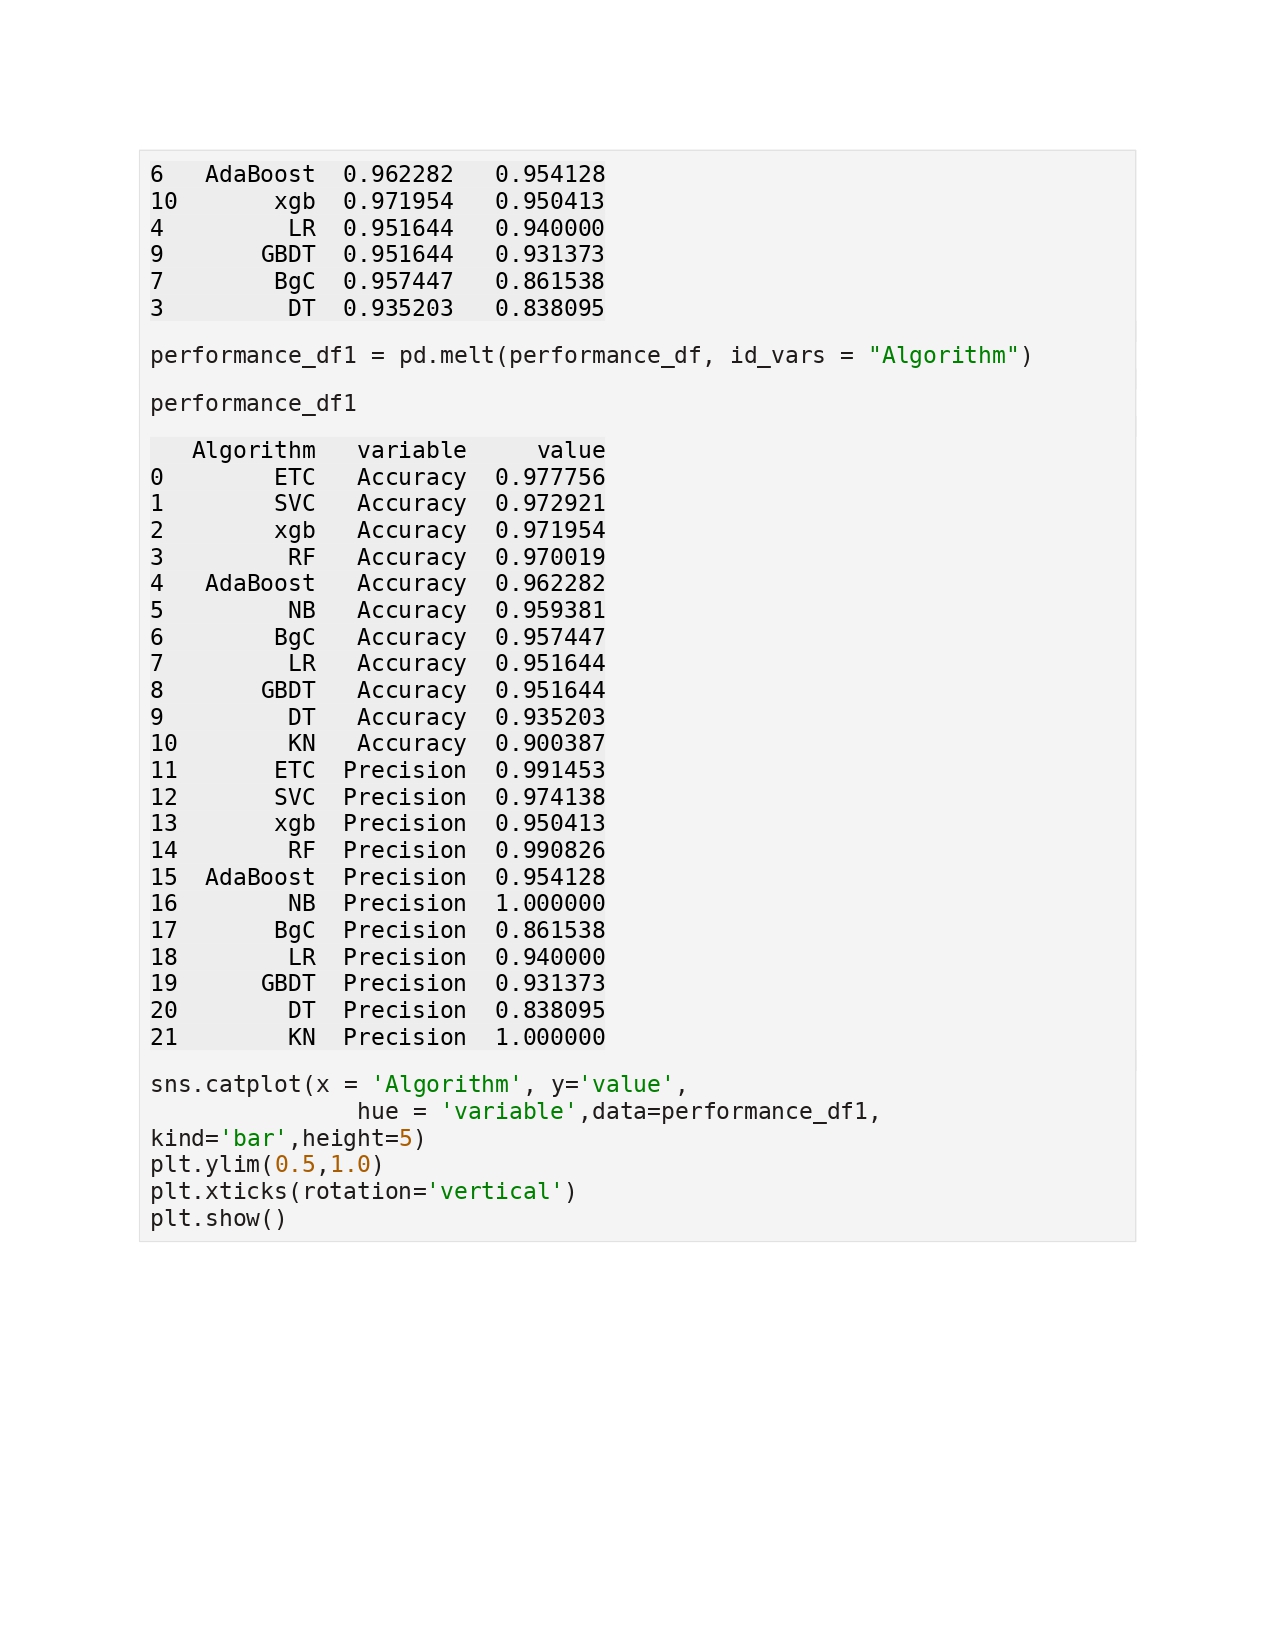 6   AdaBoost  0.962282   0.954128
10       xgb  0.971954   0.950413
4         LR  0.951644   0.940000
9       GBDT  0.951644   0.931373
7        BgC  0.957447   0.861538
3         DT  0.935203   0.838095
performance_df1 = pd.melt(performance_df, id_vars = "Algorithm")
performance_df1
   Algorithm   variable     value
0        ETC   Accuracy  0.977756
1        SVC   Accuracy  0.972921
2        xgb   Accuracy  0.971954
3         RF   Accuracy  0.970019
4   AdaBoost   Accuracy  0.962282
5         NB   Accuracy  0.959381
6        BgC   Accuracy  0.957447
7         LR   Accuracy  0.951644
8       GBDT   Accuracy  0.951644
9         DT   Accuracy  0.935203
10        KN   Accuracy  0.900387
11       ETC  Precision  0.991453
12       SVC  Precision  0.974138
13       xgb  Precision  0.950413
14        RF  Precision  0.990826
15  AdaBoost  Precision  0.954128
16        NB  Precision  1.000000
17       BgC  Precision  0.861538
18        LR  Precision  0.940000
19      GBDT  Precision  0.931373
20        DT  Precision  0.838095
21        KN  Precision  1.000000
sns.catplot(x = 'Algorithm', y='value',
               hue = 'variable',data=performance_df1,
kind='bar',height=5)
plt.ylim(0.5,1.0)
plt.xticks(rotation='vertical')
plt.show()